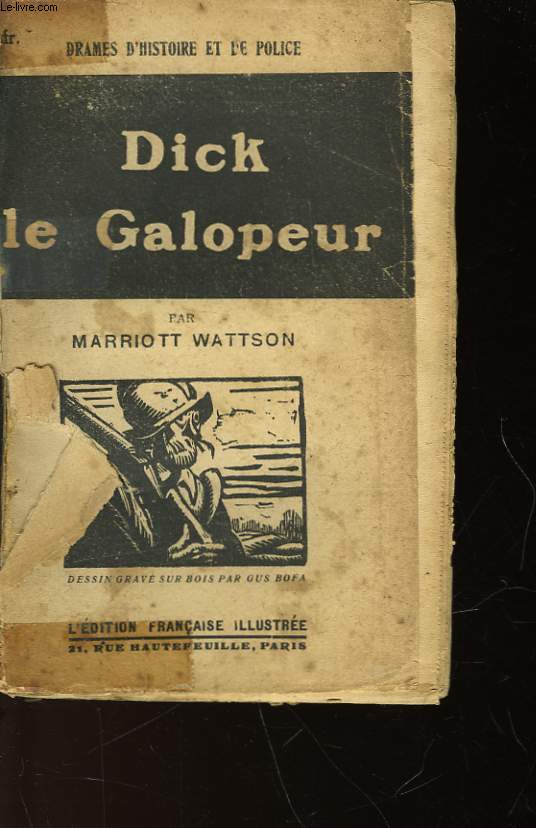 Le-livre.com
fr.
DRAMES D'HISTOIRE ET DE POLICE
Dick
le Galopeur
PAR
MARRIOTT WATTSON
DESSIN GRAVÉ SUR BOIS PAR GUS BOFA
L'ÉDITION FRANÇAISE ILLUSTRÉE
21, RUE HAUTEFEUILLE, PARIS